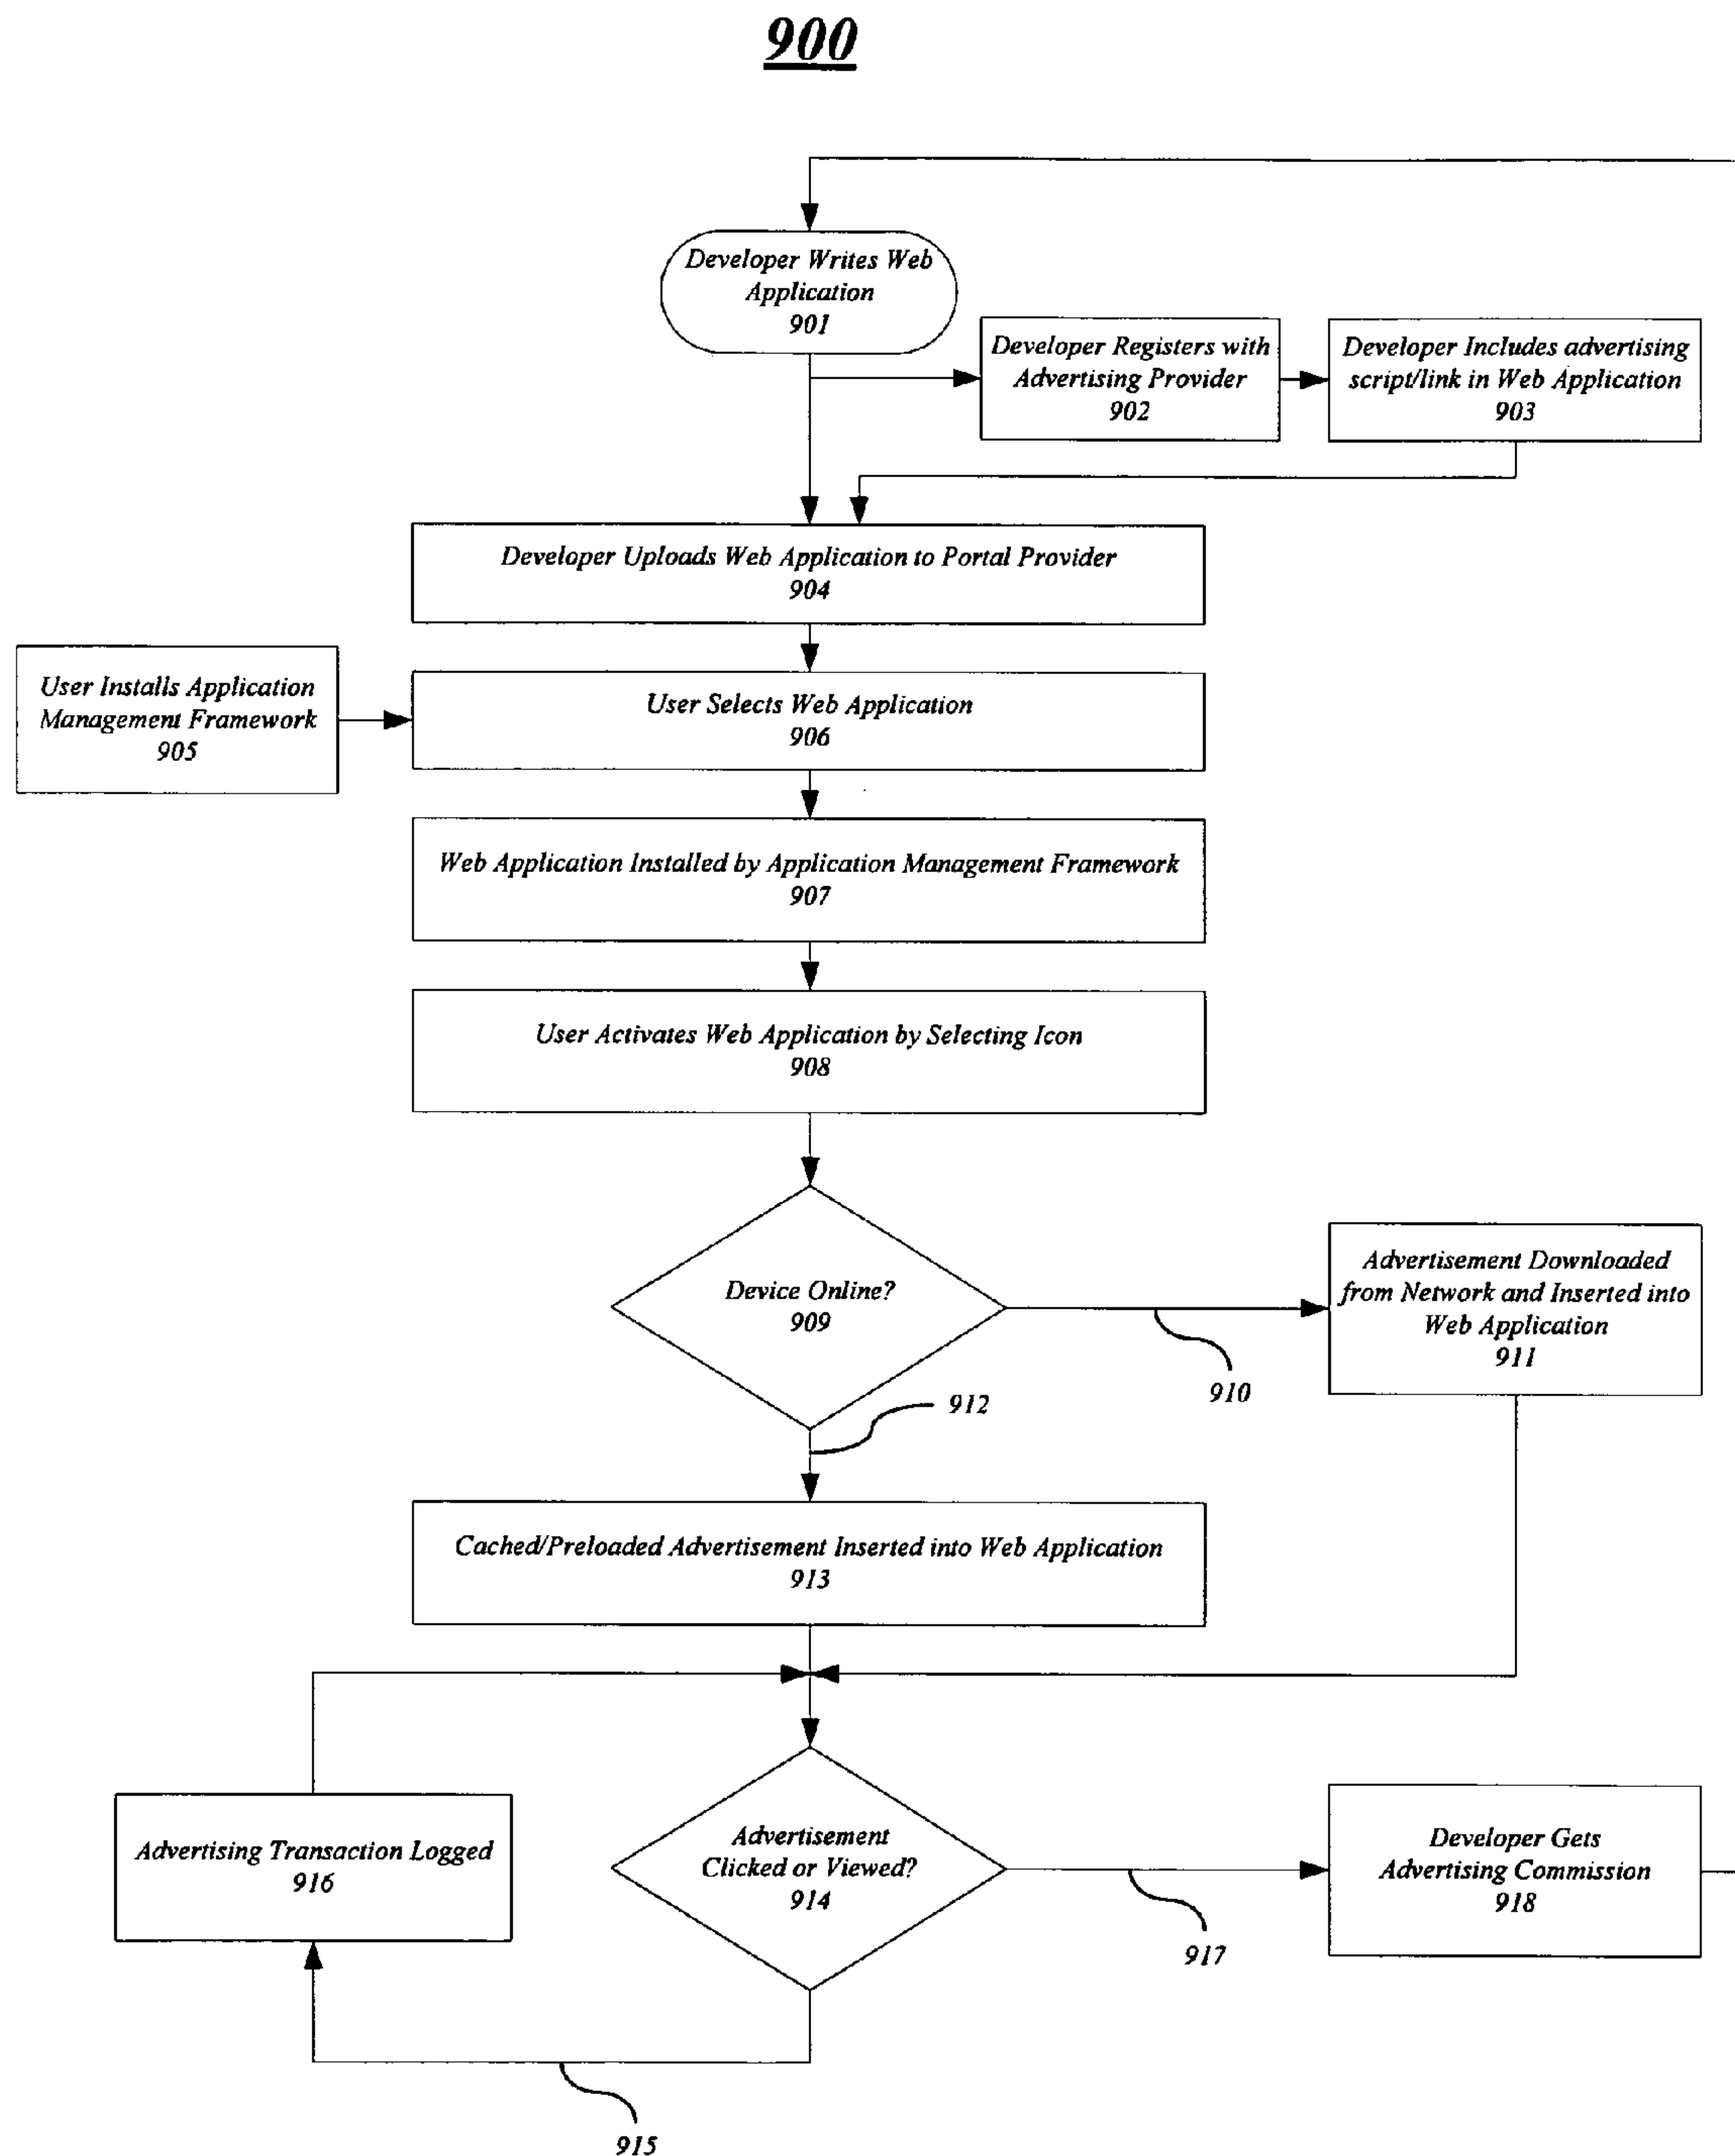 900
Developer Writes Web
Application
901
Developer Registers with
Advertising Provider
902
Developer Includes advertising
script/link in Web Application
903
Developer Uploads Web Application to Portal Provider
904
User Installs Application
Management Framework
905
User Selects Web Application
906
Web Application Installed by Application Management Framework
907
User Activates Web Application by Selecting Icon
908
Device Online?
909
910
Advertisement Downloaded
from Network and Inserted into
Web Application
911
912
Cached/Preloaded Advertisement Inserted into Web Application
913
Advertisement
Clicked or Viewed?
914
915
Advertising Transaction Logged
916
917
Developer Gets
Advertising Commission
918